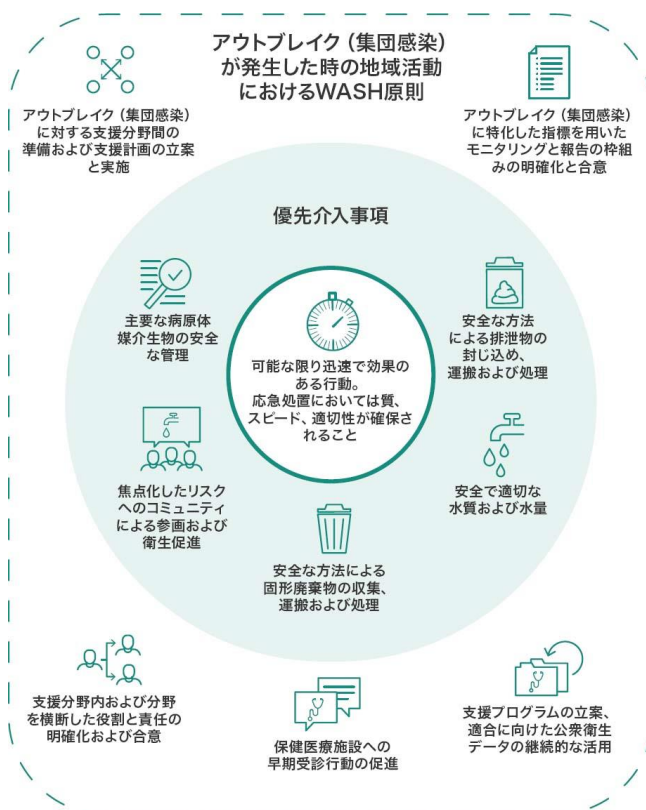 アウトブレイク（集団感染）
が発生した時の地域活動
におけるWASH原則
アウトブレイク（集団感染）
に対する支援分野間の
準備および支援計画の立案
と実施
アウトブレイク（集団感染）
に特化した指標を用いた
モニタリングと報告の枠組
みの明確化と合意
優先介入事項
主要な病原体
媒介生物の安全
な管理
可能な限り迅速で効果の
ある行動。
応急処置においては質、
スピード、適切性が確保さ
れること
安全な方法
による排泄物の
封じ込め、
運搬および処理
焦点化したリスク
へのコミュニティ
による参画および
衛生促進
安全で適切な
水質および水量
安全な方法による
固形廃棄物の収集、
運搬および処理
支援分野内および分野
を横断した役割と責任の
明確化および合意
保健医療施設への
早期受診行動の促進
支援プログラムの立案、
適合に向けた公衆衛生
データの継続的な活用